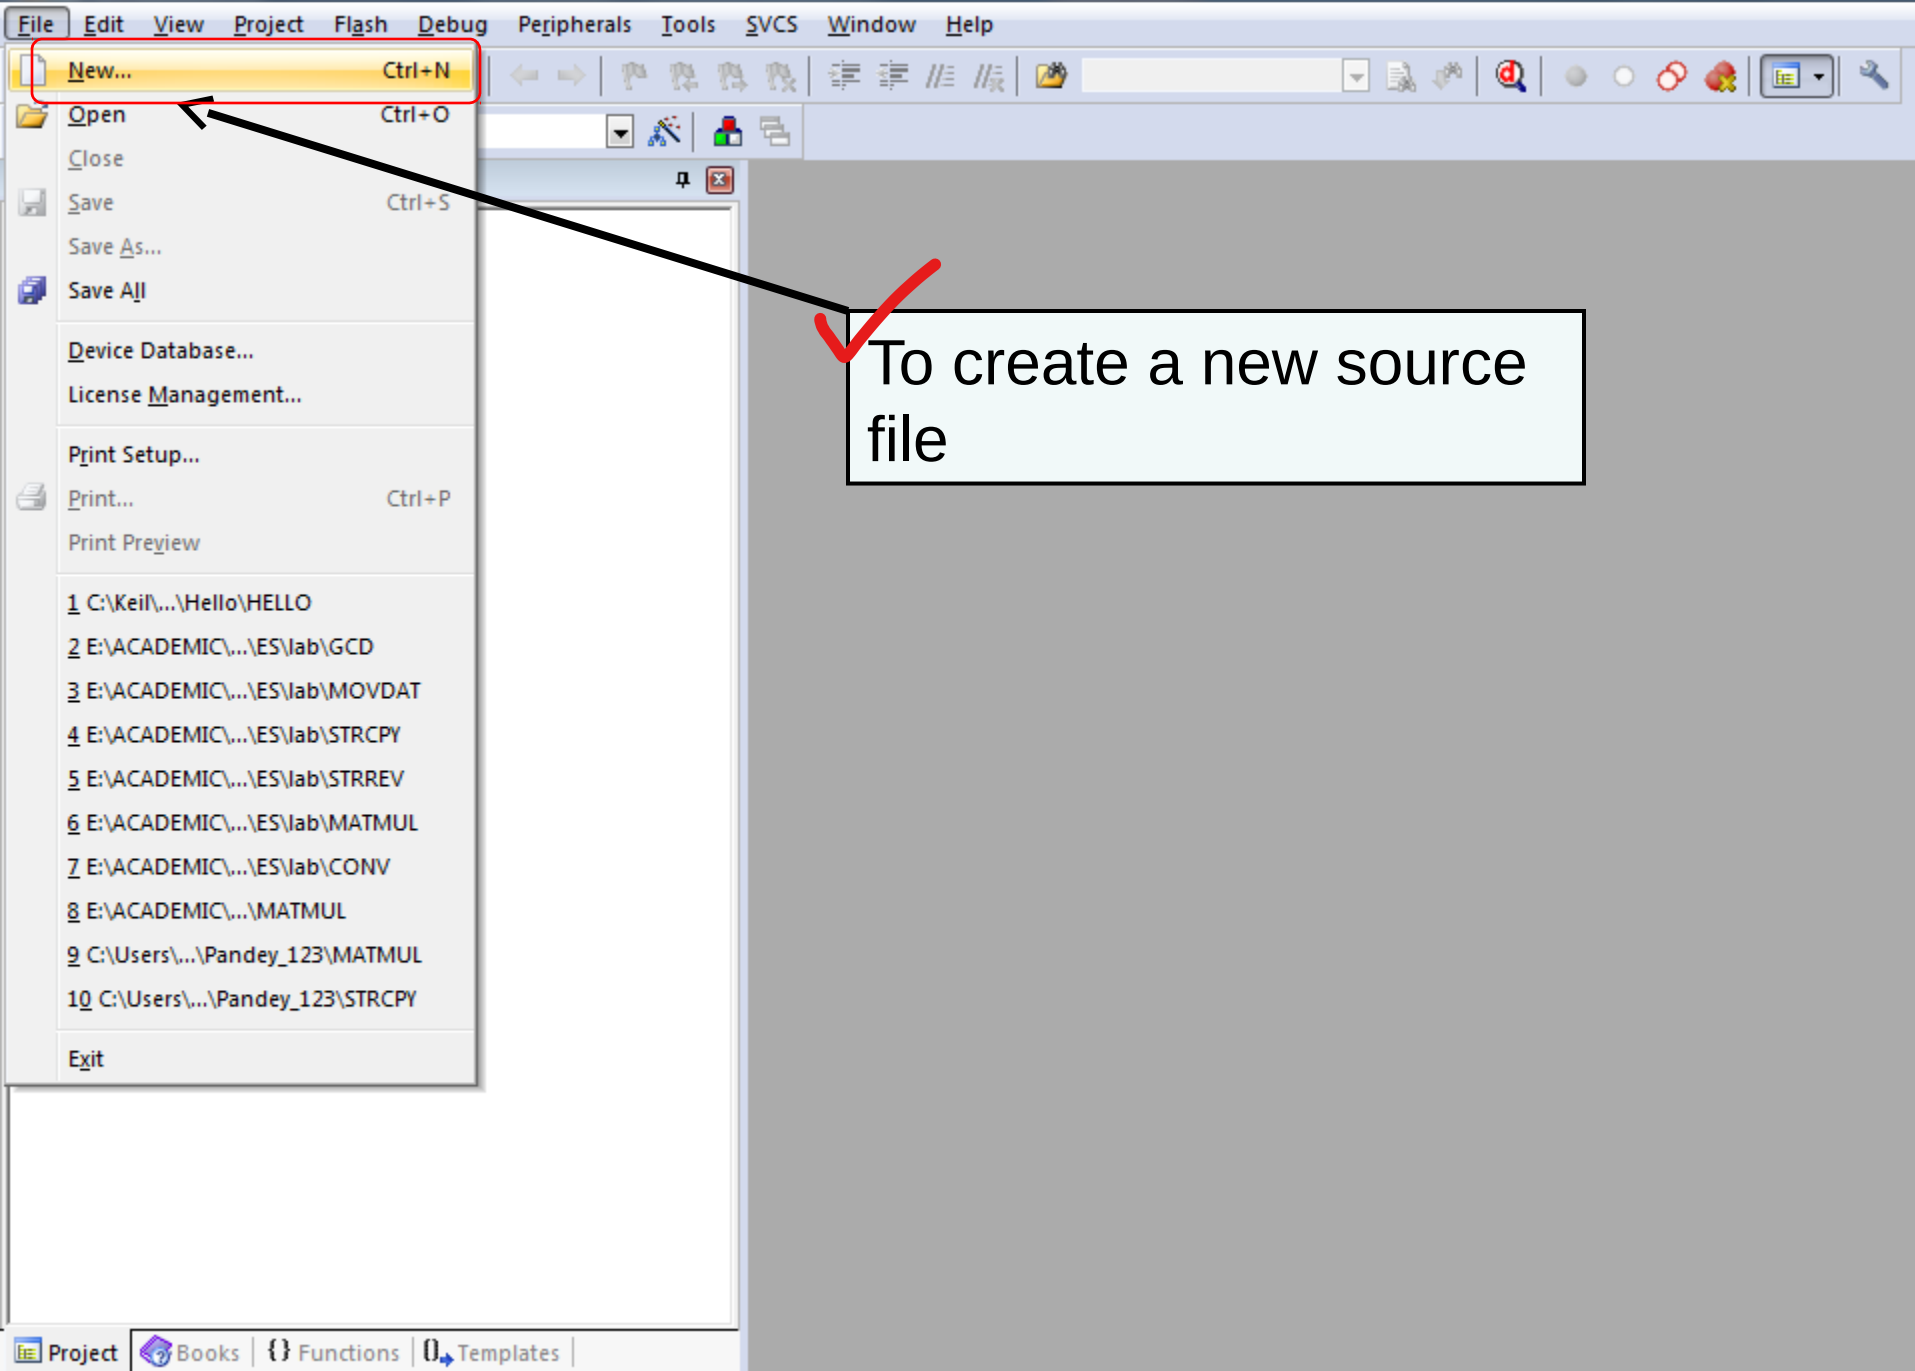 File Edit View Project Flash Debug Peripherals Tools SVCS Window Help
New... Ctrl+N
Open Ctrl+O
Close
Save Ctrl+S
Save As...
Save All
Device Database...
License Management...
Print Setup...
Print... Ctrl+P
Print Preview
1 C:\Keil\...\Hello\HELLO
2 E:\ACADEMIC\...\ES\lab\GCD
3 E:\ACADEMIC\...\ES\lab\MOVDAT
4 E:\ACADEMIC\...\ES\lab\STRCPY
5 E:\ACADEMIC\...\ES\lab\STRREV
6 E:\ACADEMIC\...\ES\lab\MATMUL
7 E:\ACADEMIC\...\ES\lab\CONV
8 E:\ACADEMIC\...\MATMUL
9 C:\Users\...\Pandey_123\MATMUL
10 C:\Users\...\Pandey_123\STRCPY
Exit
To create a new source
file
Project Books {} Functions Templates